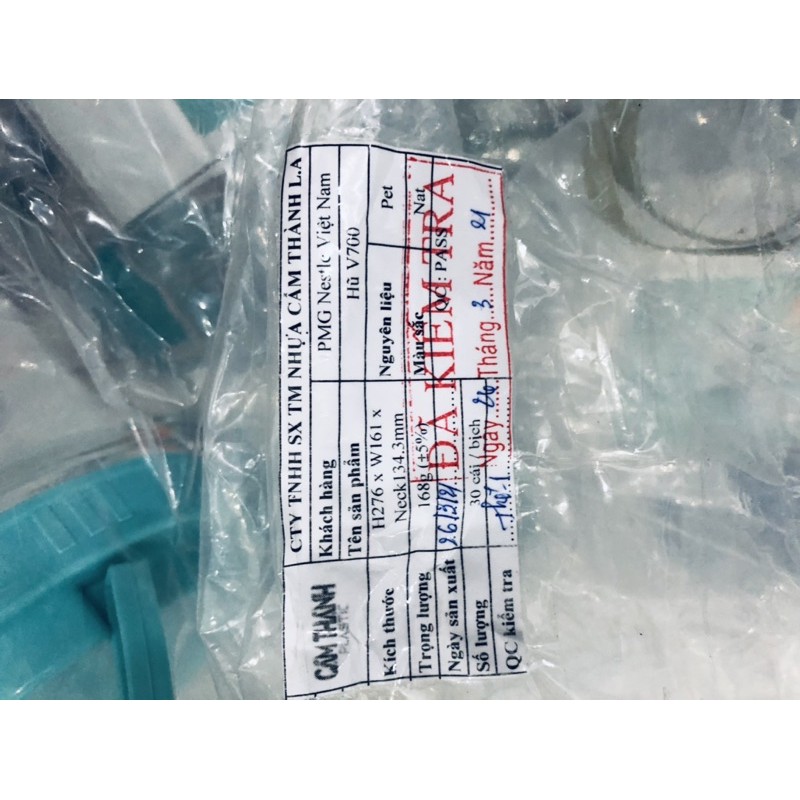 CẨM THÀNH
PLASTIC
CTY TNHH SX TM NHỰA CẨM THÀNH L.A
Khách hàng PMG Nestle Việt Nam
Tên sản phẩm Hũ V700
Kích thước H276 x W161 x Neck134.3mm Nguyên liệu Pet
Trọng lượng 168g (±5%) Màu sắc Nat
Ngày sản xuất 26/3/21 QC: PASS
Số lượng 30 cái / bịch
QC kiểm tra
ĐÃ KIỂM TRA
Ngày 26 Tháng 3 Năm 21